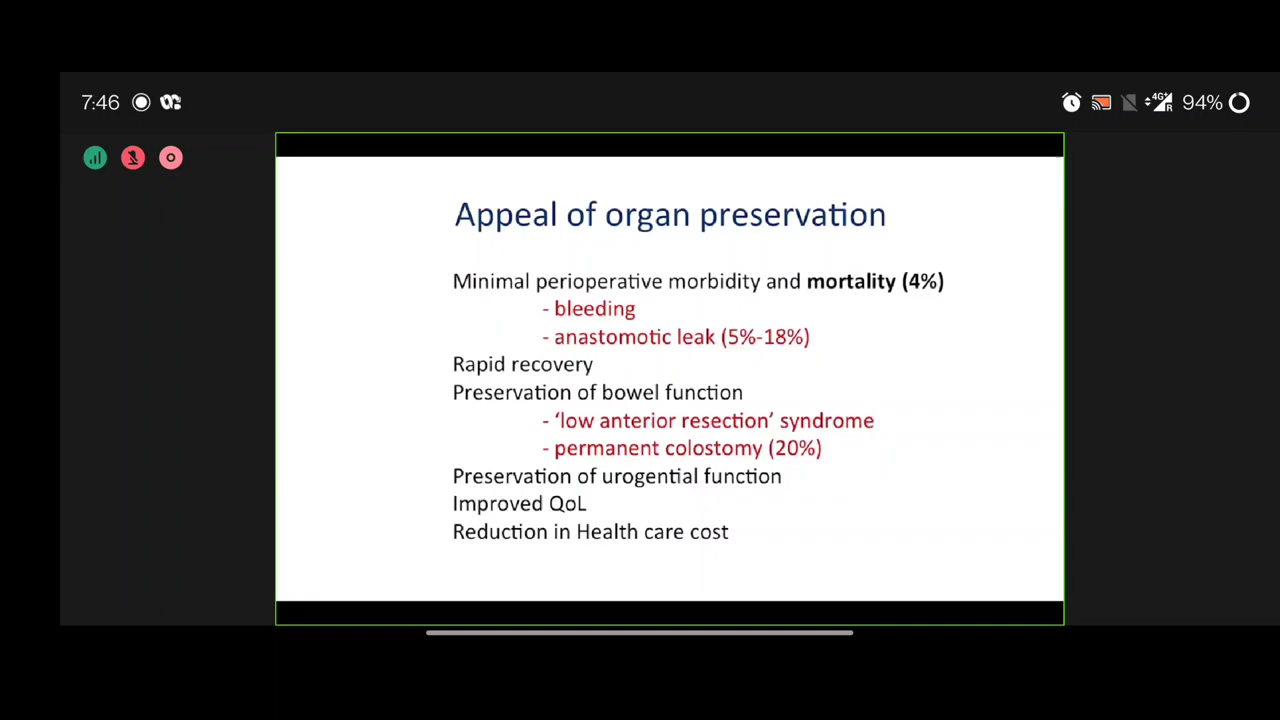 7:46
4G+
R
94%
Appeal of organ preservation
Minimal perioperative morbidity and mortality (4%)
- bleeding
- anastomotic leak (5%-18%)
Rapid recovery
Preservation of bowel function
- ‘low anterior resection’ syndrome
- permanent colostomy (20%)
Preservation of urogential function
Improved QoL
Reduction in Health care cost